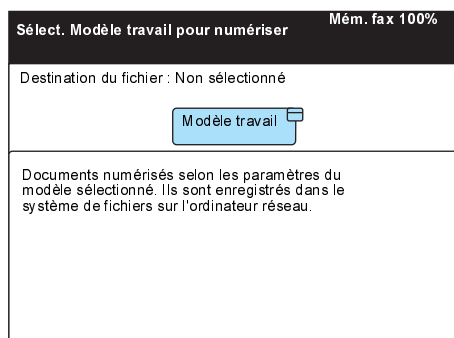 Mém. fax 100%
Sélect. Modèle travail pour numériser
Destination du fichier : Non sélectionné
Modèle travail
Documents numérisés selon les paramètres du
modèle sélectionné. Ils sont enregistrés dans le
système de fichiers sur l'ordinateur réseau.